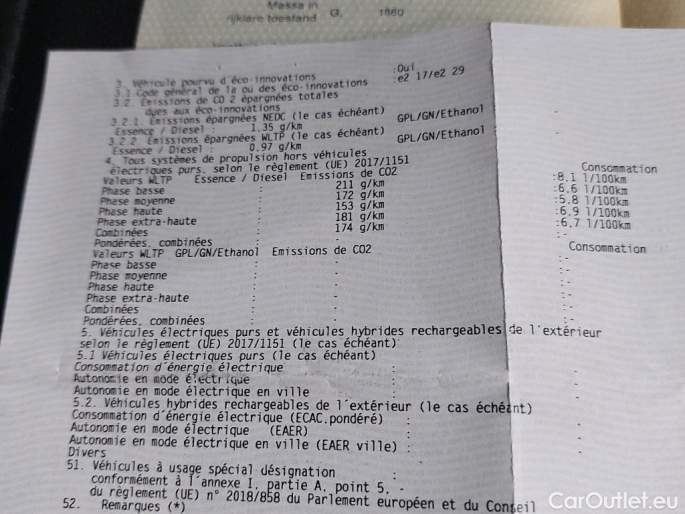 Massa in
rijklare toestand G. 1860
3. Véhicule pourvu d'éco-innovations :Oui
3.1 Code général de la ou des éco-innovations :e2 17/e2 29
3.2. Emissions de CO 2 épargnées totales
dues aux éco-innovations
3.2.1. Emissions épargnées NEDC (le cas échéant)
Essence / Diesel : 1.35 g/km GPL/GN/Ethanol : -
3.2.2. Emissions épargnées WLTP (le cas échéant)
Essence / Diesel : 0.97 g/km GPL/GN/Ethanol : -
4. Tous systèmes de propulsion hors véhicules
électriques purs, selon le règlement (UE) 2017/1151
Valeurs WLTP Essence / Diesel Emissions de CO2 Consommation
Phase basse : 211 g/km :8.1 l/100km
Phase moyenne : 172 g/km :6.6 l/100km
Phase haute : 153 g/km :5.8 l/100km
Phase extra-haute : 181 g/km :6.9 l/100km
Combinées : 174 g/km :6.7 l/100km
Pondérées, combinées : - :-
Valeurs WLTP GPL/GN/Ethanol Emissions de CO2 Consommation
Phase basse : - :-
Phase moyenne : - :-
Phase haute : - :-
Phase extra-haute : - :-
Combinées : - :-
Pondérées, combinées : - :-
5. Véhicules électriques purs et véhicules hybrides rechargeables de l'extérieur
selon le règlement (UE) 2017/1151 (le cas échéant)
5.1 Véhicules électriques purs (le cas échéant)
Consommation d'énergie électrique : -
Autonomie en mode électrique : -
Autonomie en mode électrique en ville : -
5.2. Véhicules hybrides rechargeables de l'extérieur (le cas échéant)
Consommation d'énergie électrique (ECAC,pondéré) : -
Autonomie en mode électrique (EAER) : -
Autonomie en mode électrique en ville (EAER ville) : -
Divers
51. Véhicules à usage spécial désignation :
conformément à l'annexe I, partie A, point 5, -
du règlement (UE) n° 2018/858 du Parlement européen et du Conseil
52. Remarques (*)
CarOutlet.eu